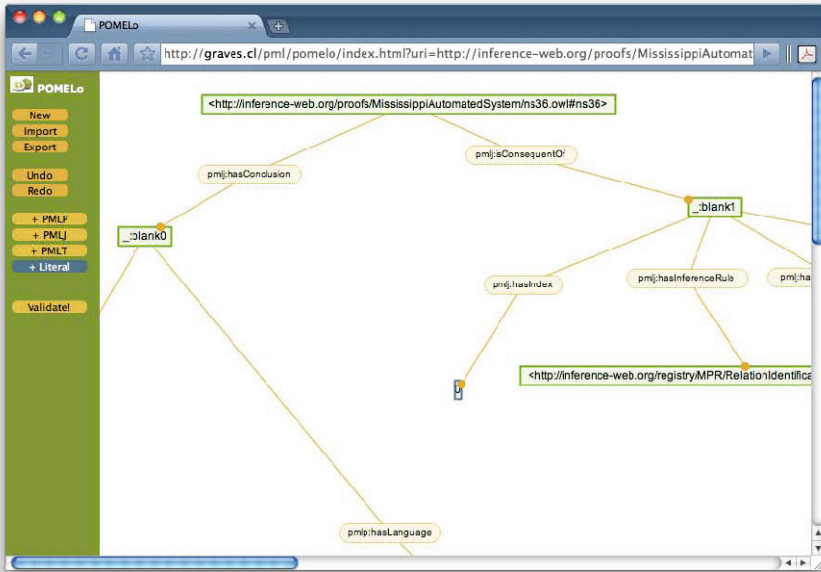 POMELo
http://graves.cl/pml/pomelo/index.html?uri=http://inference-web.org/proofs/MississippiAutomat
POMELo
New
Import
Export
Undo
Redo
+ PMLP
+ PMLJ
+ PMLT
+ Literal
Validate!
<http://inference-web.org/proofs/MississippiAutomatedSystem/ns36.owl#ns36>
pmlj:hasConclusion
pmlj:isConsequentOf
_:blank0
_:blank1
pmlj:hasIndex
pmlj:hasInferenceRule
pmlj:ha
<http://inference-web.org/registry/MPR/RelationIdentifica
pmlp:hasLanguage